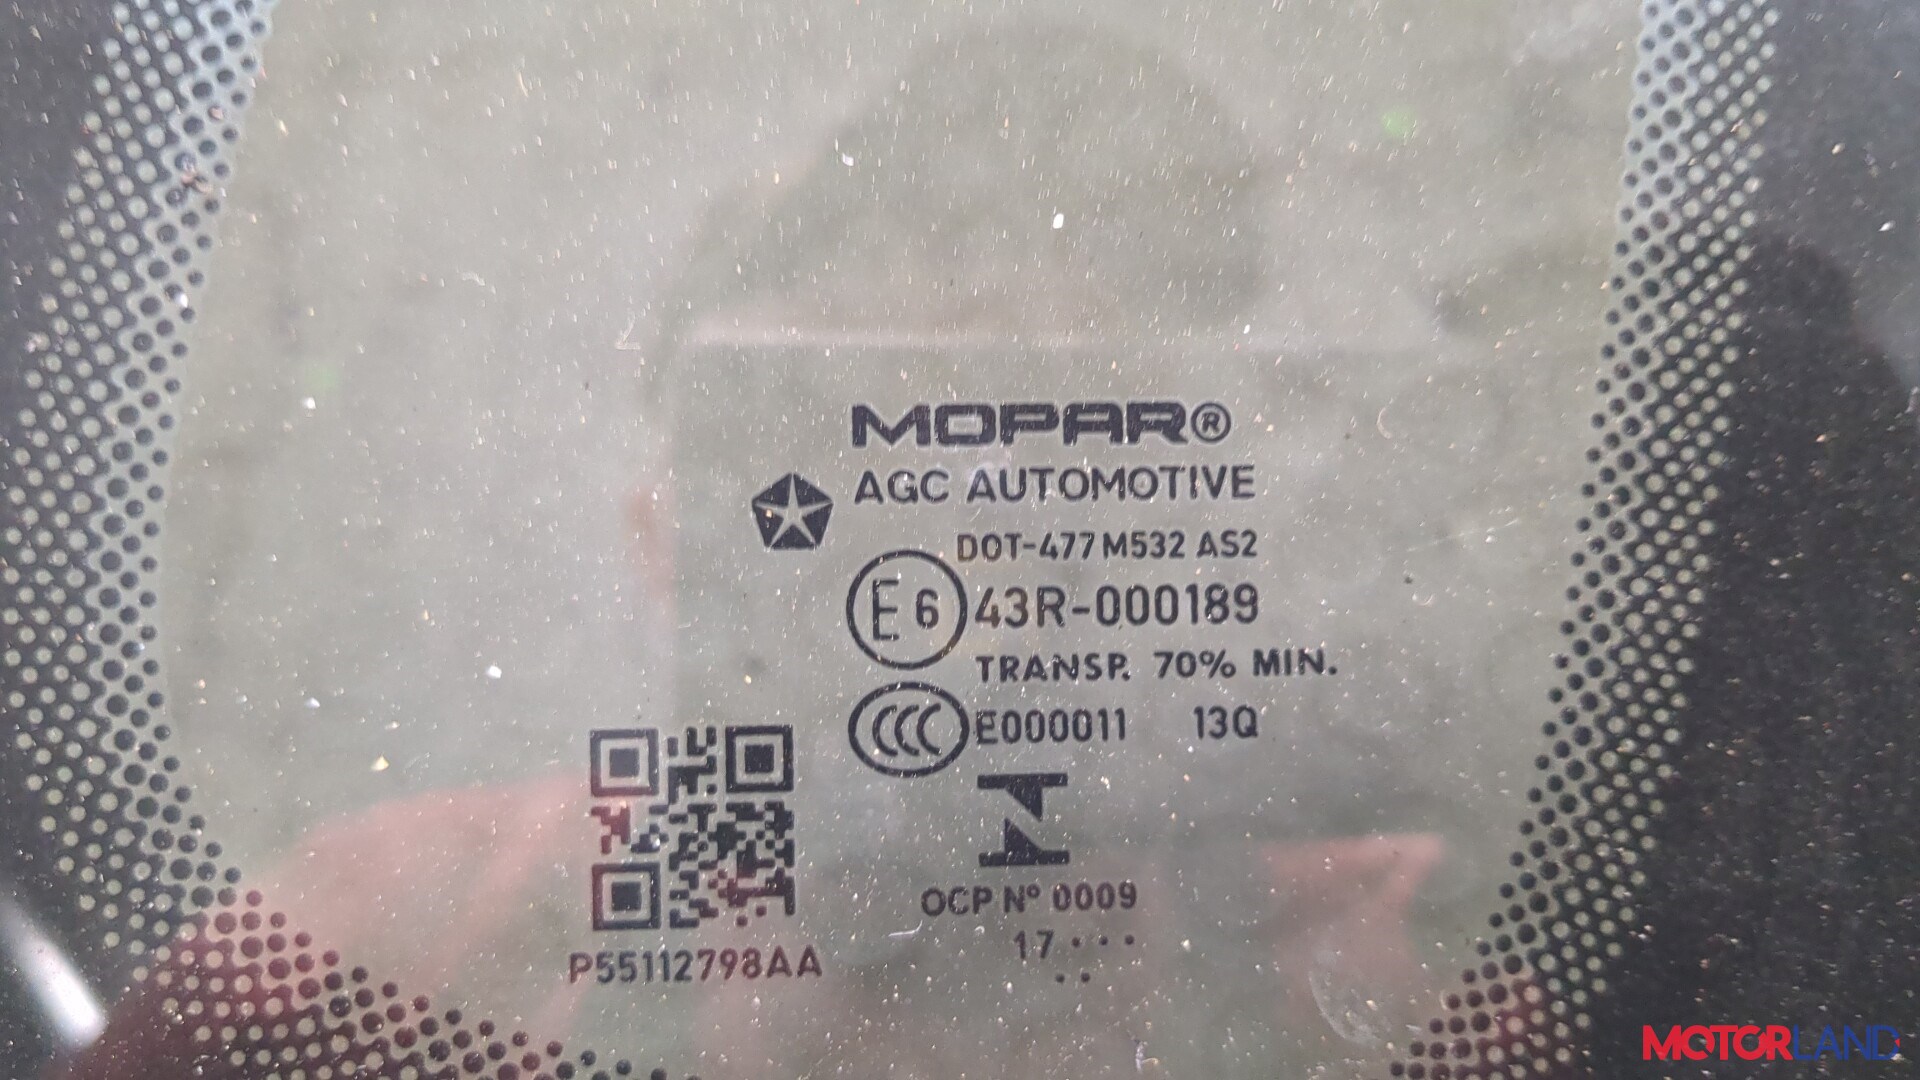 MOPAR®
AGC AUTOMOTIVE
DOT-477 M532 AS2
E6 43R-000189
TRANSP. 70% MIN.
CCC E000011 13Q
OCP Nº 0009
17 · · ·
· ·
P55112798AA
MOTORLAND